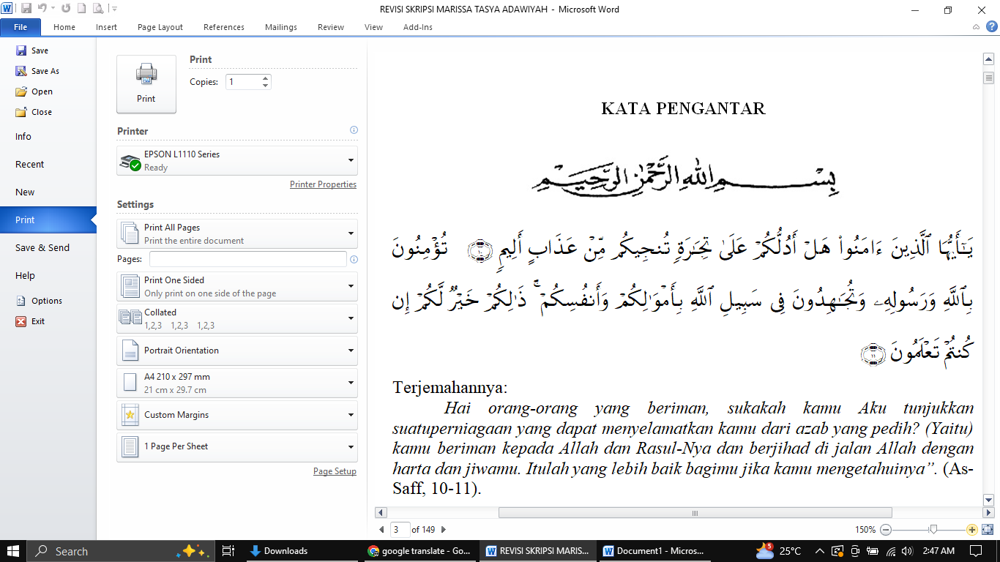 REVISI SKRIPSI MARISSA TASYA ADAWIYAH - Microsoft Word
File Home Insert Page Layout References Mailings Review View Add-Ins
Save
Save As
Open
Close
Info
Recent
New
Print
Save & Send
Help
Options
Exit
Print
Print
Copies: 1
Printer
EPSON L1110 Series
Ready
Printer Properties
Settings
Print All Pages
Print the entire document
Pages:
Print One Sided
Only print on one side of the page
Collated
1,2,3 1,2,3 1,2,3
Portrait Orientation
A4 210 x 297 mm
21 cm x 29.7 cm
Custom Margins
1 Page Per Sheet
Page Setup
KATA PENGANTAR
بِسْمِ اللهِ الرَّحْمٰنِ الرَّحِيْمِ
يَـٰٓأَيُّهَا ٱلَّذِينَ ءَامَنُوا۟ هَلْ أَدُلُّكُمْ عَلَىٰ تِجَـٰرَةٍۢ تُنجِيكُم مِّنْ عَذَابٍ أَلِيمٍۢ ١٠ تُؤْمِنُونَ
بِٱللَّهِ وَرَسُولِهِۦ وَتُجَـٰهِدُونَ فِى سَبِيلِ ٱللَّهِ بِأَمْوَٰلِكُمْ وَأَنفُسِكُمْ ۚ ذَٰلِكُمْ خَيْرٌۭ لَّكُمْ إِن
كُنتُمْ تَعْلَمُونَ ١١
Terjemahannya:
Hai orang-orang yang beriman, sukakah kamu Aku tunjukkan
suatuperniagaan yang dapat menyelamatkan kamu dari azab yang pedih? (Yaitu)
kamu beriman kepada Allah dan Rasul-Nya dan berjihad di jalan Allah dengan
harta dan jiwamu. Itulah yang lebih baik bagimu jika kamu mengetahuinya”. (As-
Saff, 10-11).
3 of 149
150%
Search
Downloads
google translate - Go...
REVISI SKRIPSI MARIS...
Document1 - Micros...
5
25°C
2:47 AM